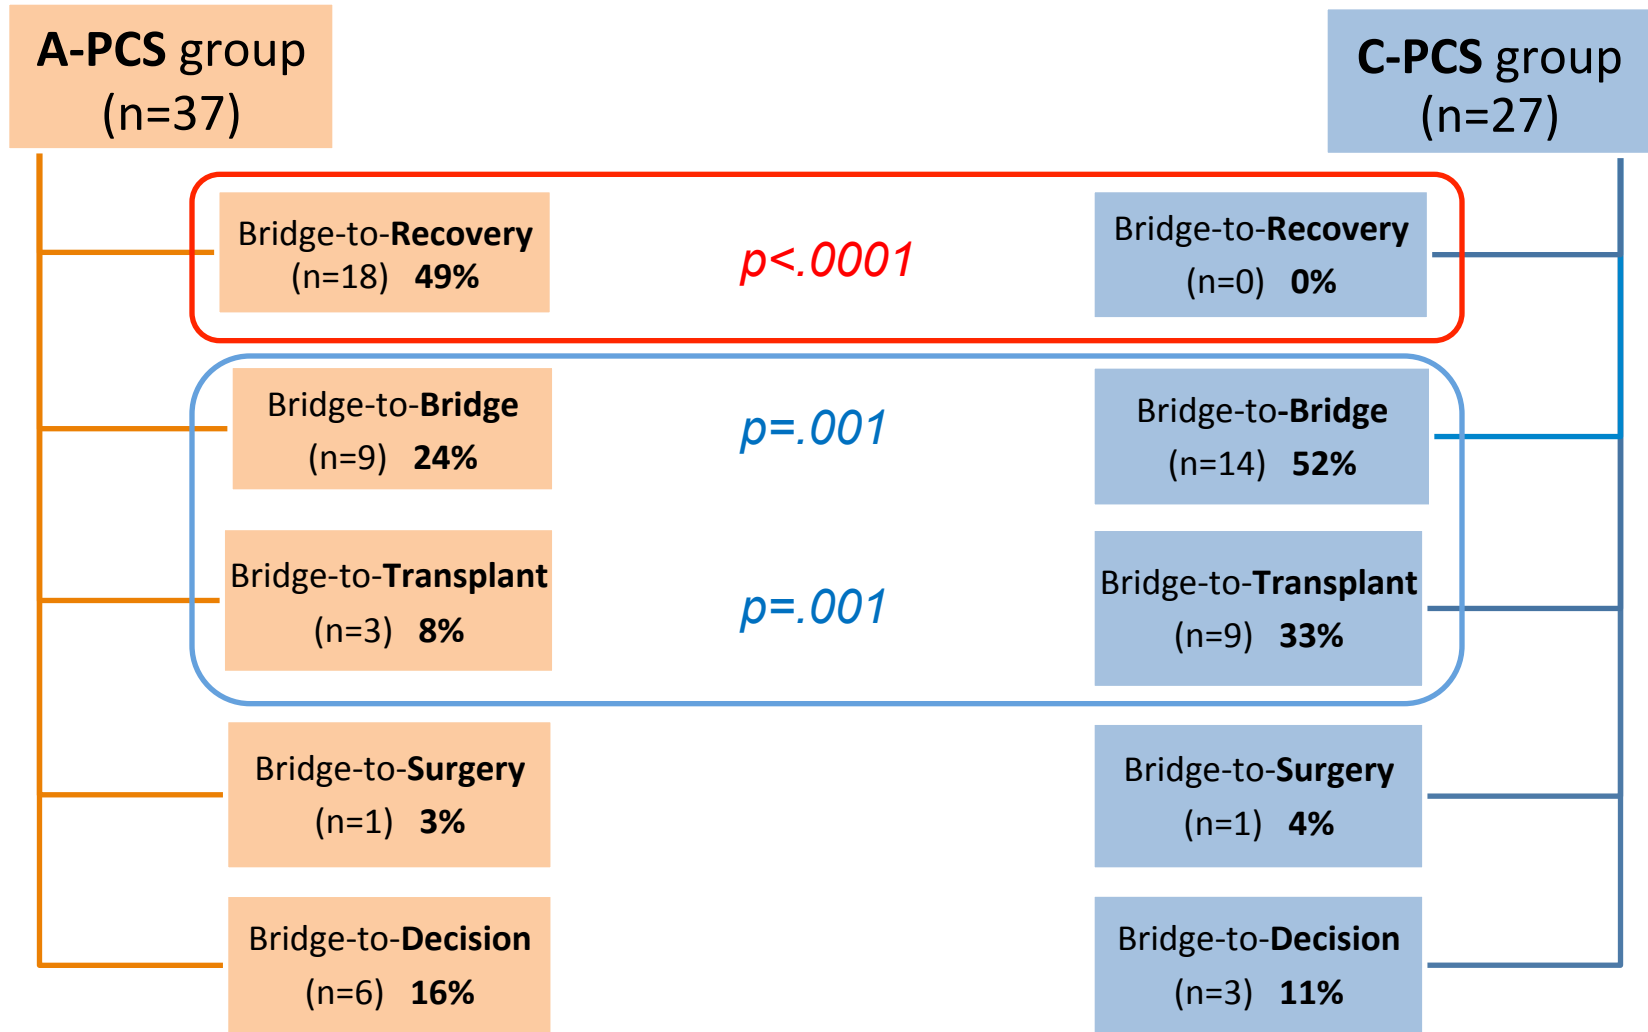 A-PCS group
(n=37)
C-PCS group
(n=27)
Bridge-to-Recovery
(n=18) 49%
p<.0001
Bridge-to-Recovery
(n=0) 0%
Bridge-to-Bridge
(n=9) 24%
p=.001
Bridge-to-Bridge
(n=14) 52%
Bridge-to-Transplant
(n=3) 8%
p=.001
Bridge-to-Transplant
(n=9) 33%
Bridge-to-Surgery
(n=1) 3%
Bridge-to-Surgery
(n=1) 4%
Bridge-to-Decision
(n=6) 16%
Bridge-to-Decision
(n=3) 11%